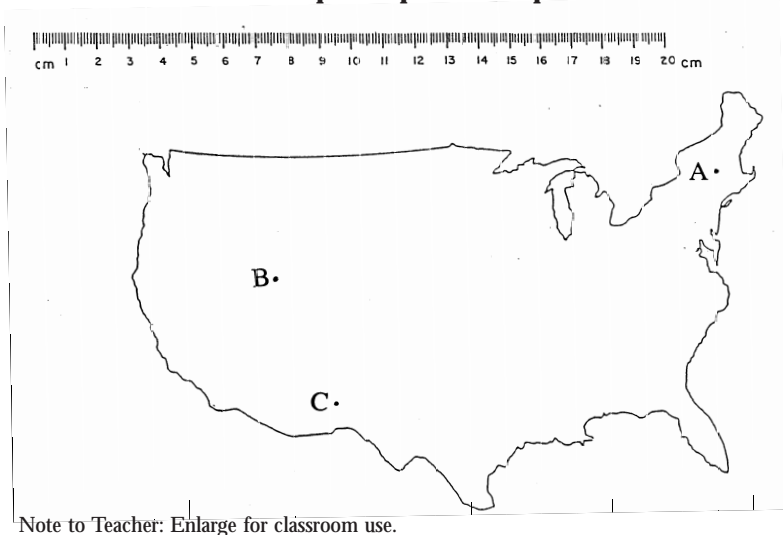 cm 1 2 3 4 5 6 7 8 9 10 11 12 13 14 15 16 17 18 19 20 cm
A
B
C
Note to Teacher: Enlarge for classroom use.